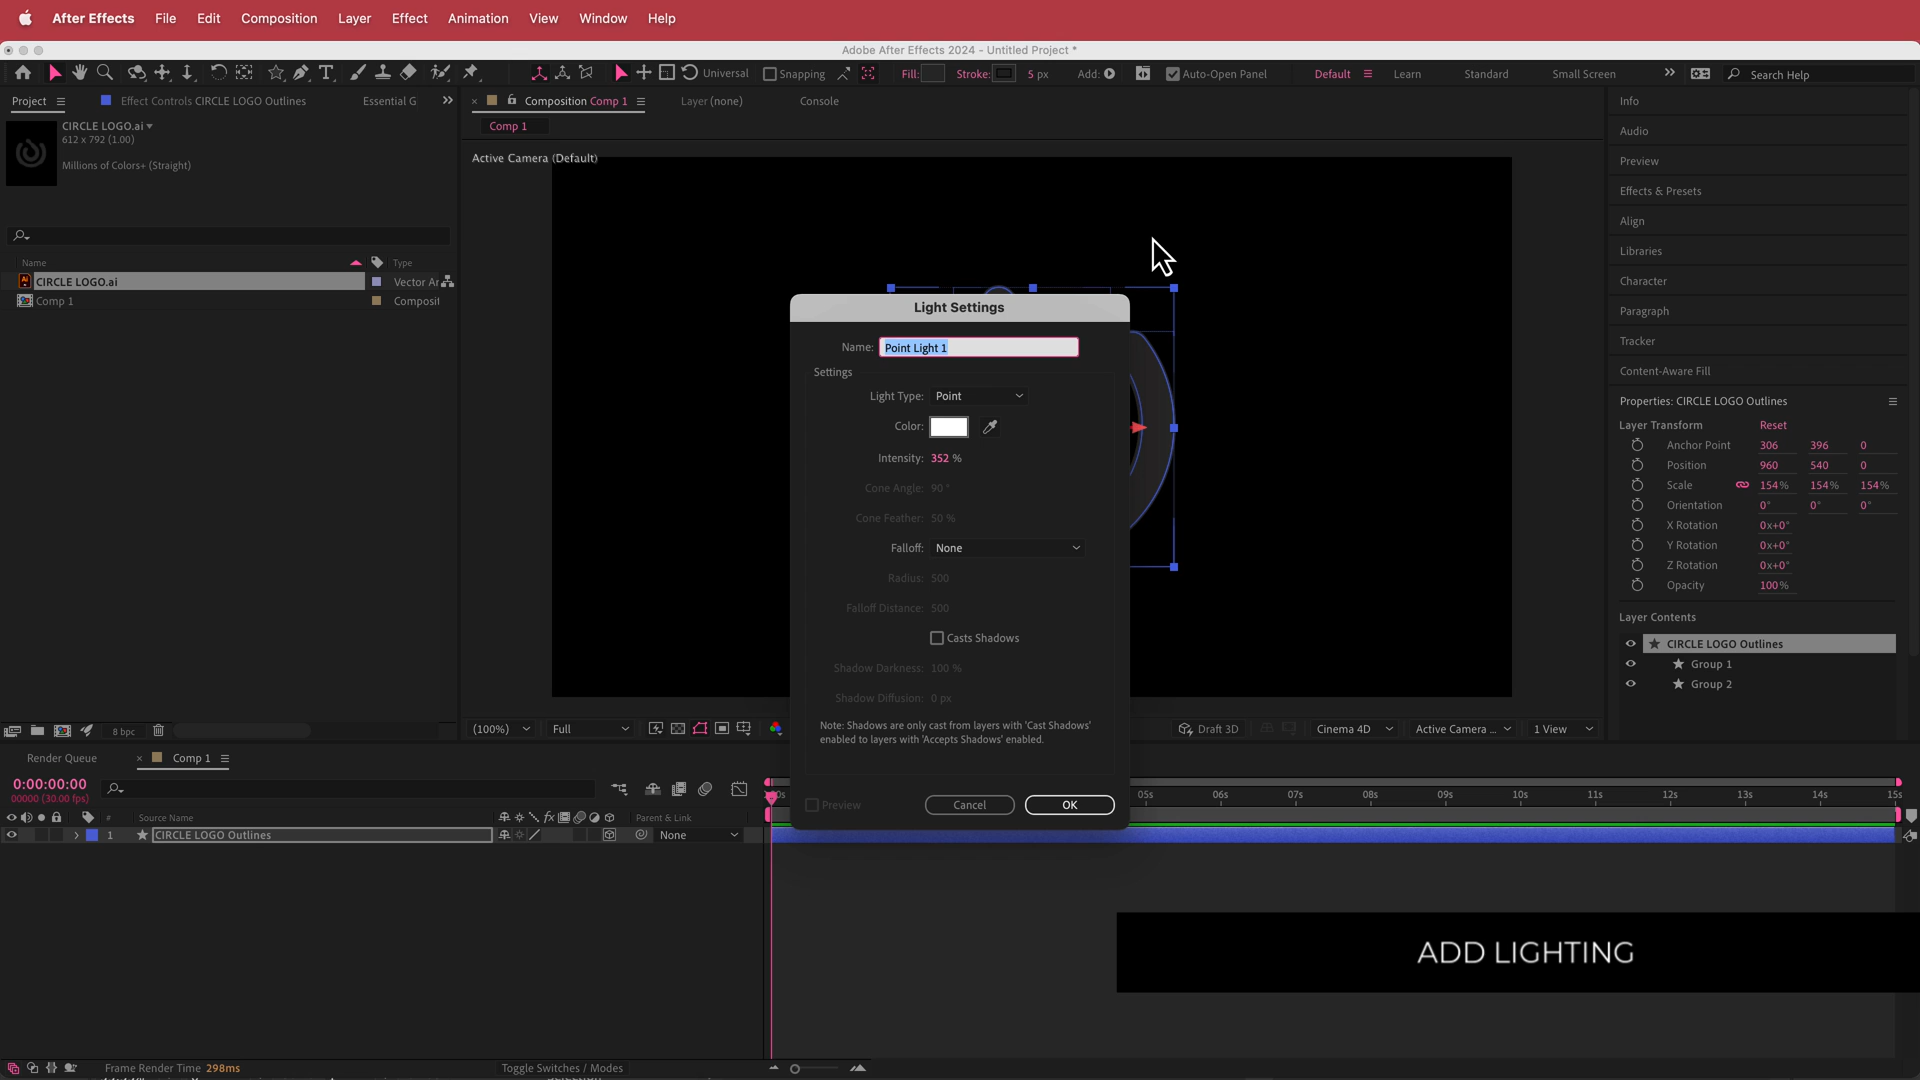 After Effects File Edit Composition Layer Effect Animation View Window Help
Adobe After Effects 2024 - Untitled Project *
Universal Snapping Fill: Stroke: 5 px Add: Auto-Open Panel Default Learn Standard Small Screen Search Help
Project Effect Controls CIRCLE LOGO Outlines Essential G
Composition Comp 1 Layer (none) Console
Comp 1
Active Camera (Default)
CIRCLE LOGO.ai
612 x 792 (1.00)
Millions of Colors+ (Straight)
Name Type
CIRCLE LOGO.ai Vector Ar
Comp 1 Composit
8 bpc
Light Settings
Name: Point Light 1
Settings
Light Type: Point
Color:
Intensity: 352 %
Cone Angle: 90 °
Cone Feather: 50 %
Falloff: None
Radius: 500
Falloff Distance: 500
Casts Shadows
Shadow Darkness: 100 %
Shadow Diffusion: 0 px
Note: Shadows are only cast from layers with 'Cast Shadows'
enabled to layers with 'Accepts Shadows' enabled.
Preview Cancel OK
(100%) Full Draft 3D Cinema 4D Active Camera ... 1 View
Info
Audio
Preview
Effects & Presets
Align
Libraries
Character
Paragraph
Tracker
Content-Aware Fill
Properties: CIRCLE LOGO Outlines
Layer Transform Reset
Anchor Point 306 396 0
Position 960 540 0
Scale 154% 154% 154%
Orientation 0° 0° 0°
X Rotation 0x+0°
Y Rotation 0x+0°
Z Rotation 0x+0°
Opacity 100%
Layer Contents
CIRCLE LOGO Outlines
Group 1
Group 2
Render Queue Comp 1
0:00:00:00
00000 (30.00 fps)
05s 06s 07s 08s 09s 10s 11s 12s 13s 14s 15s
# Source Name fx Parent & Link
1 CIRCLE LOGO Outlines None
ADD LIGHTING
Frame Render Time 298ms Toggle Switches / Modes